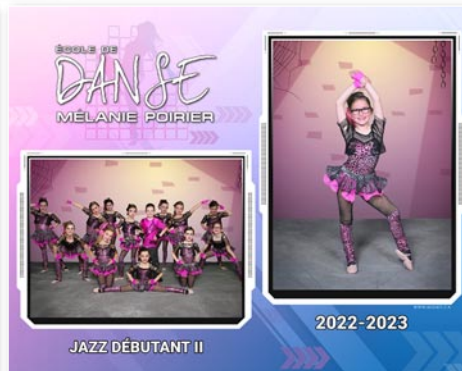 ÉCOLE DE
DANSE
MÉLANIE POIRIER
JAZZ DÉBUTANT II
2022-2023